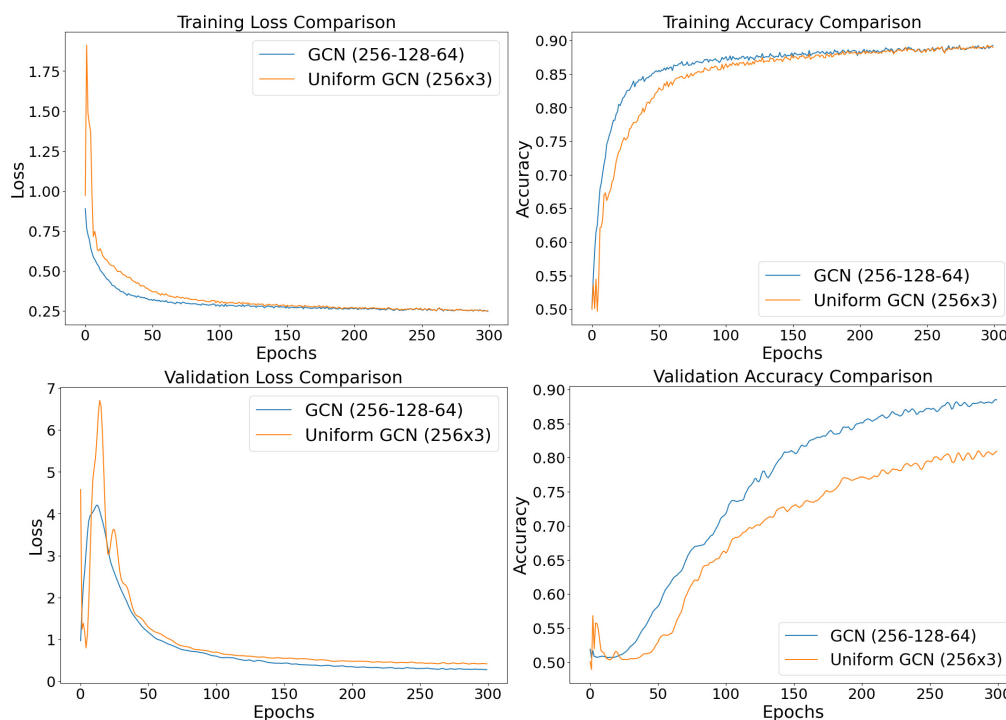 Training Loss Comparison
GCN (256-128-64)
Uniform GCN (256x3)
1.75
1.50
1.25
1.00
0.75
0.50
0.25
Loss
0 50 100 150 200 250 300
Epochs
Training Accuracy Comparison
0.90
0.85
0.80
0.75
0.70
0.65
0.60
0.55
0.50
Accuracy
GCN (256-128-64)
Uniform GCN (256x3)
0 50 100 150 200 250 300
Epochs
Validation Loss Comparison
GCN (256-128-64)
Uniform GCN (256x3)
7
6
5
4
3
2
1
0
Loss
0 50 100 150 200 250 300
Epochs
Validation Accuracy Comparison
0.90
0.85
0.80
0.75
0.70
0.65
0.60
0.55
0.50
Accuracy
GCN (256-128-64)
Uniform GCN (256x3)
0 50 100 150 200 250 300
Epochs